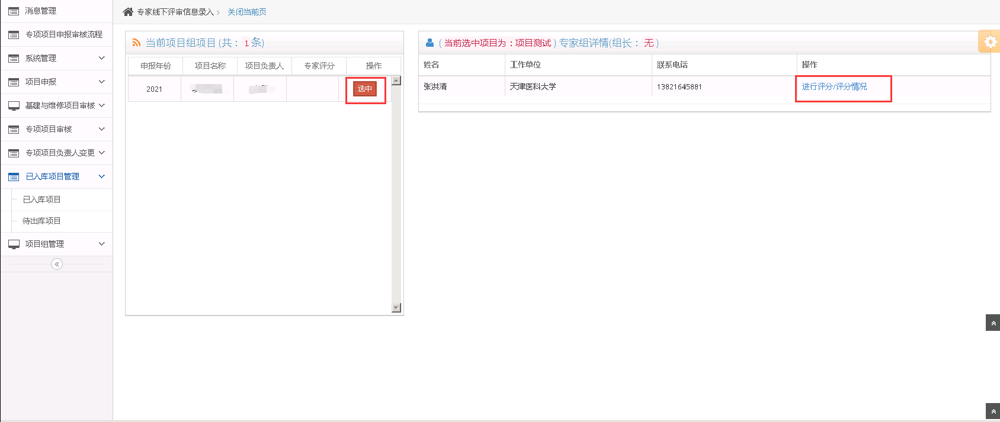 消息管理
专项项目申报审核流程
系统管理
项目申报
基建与维修项目审核
专项项目审核
专项项目负责人变更
已入库项目管理
已入库项目
待出库项目
项目组管理
专家线下评审信息录入 > 关闭当前页
当前项目组项目 (共： 1 条)
申报年份 项目名称 项目负责人 专家评分 操作
2021 选中
( 当前选中项目为：项目测试 ) 专家组详情(组长： 无 )
姓名 工作单位 联系电话 操作
张洪清 天津医科大学 13821645881 进行评分/评分情况